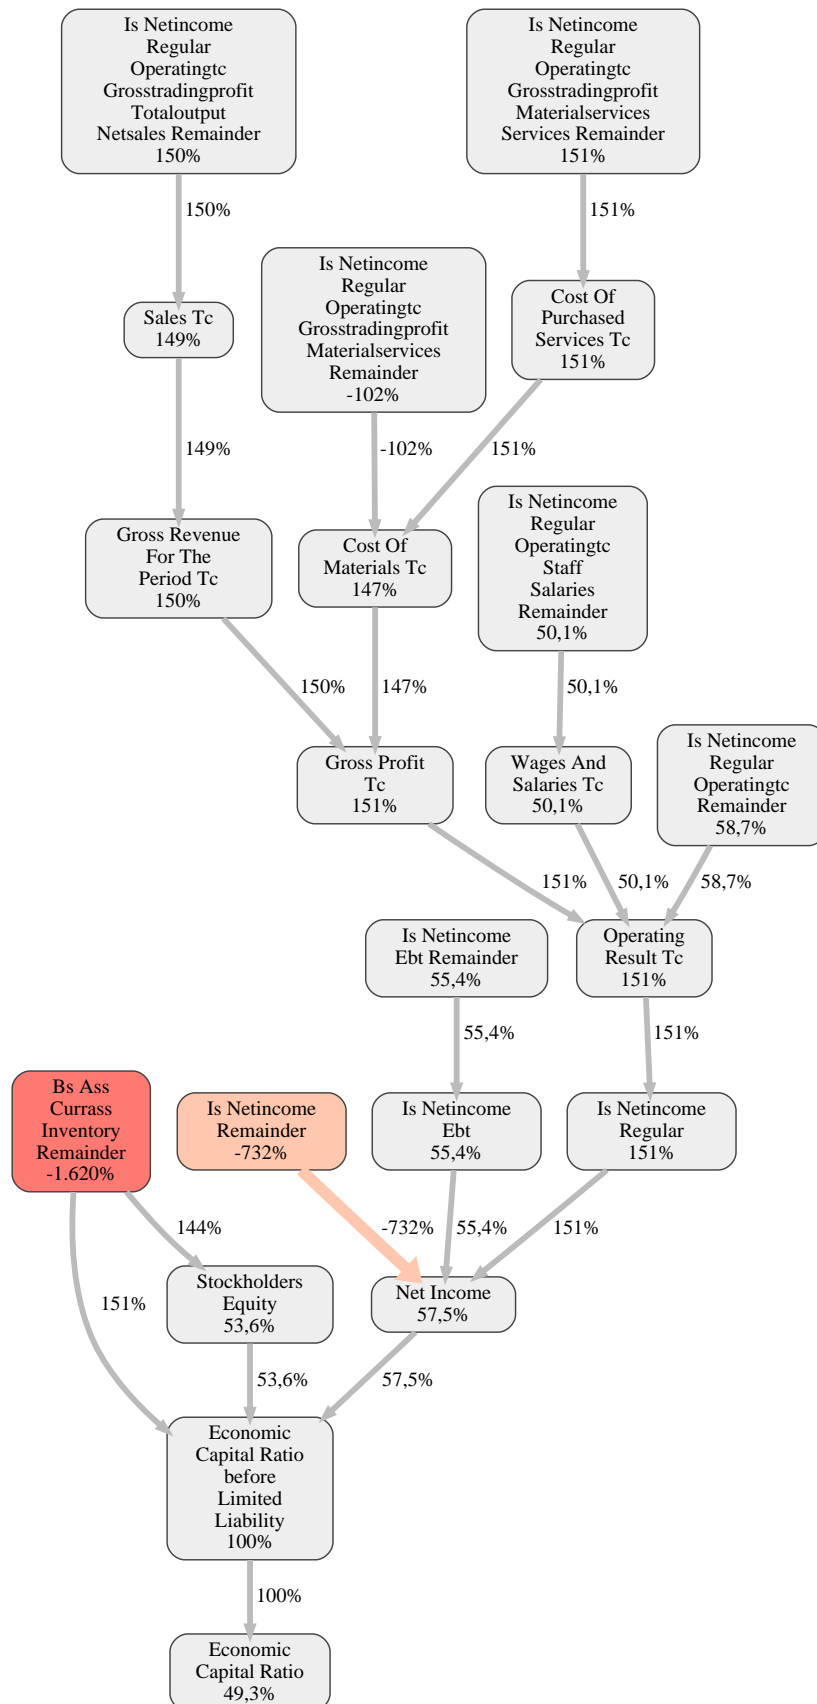 Is Netincome
Regular
Operatingtc
Grosstradingprofit
Totaloutput
Netsales Remainder
150%
Is Netincome
Regular
Operatingtc
Grosstradingprofit
Materialservices
Services Remainder
151%
150%
151%
Is Netincome
Regular
Operatingtc
Grosstradingprofit
Materialservices
Remainder
-102%
Sales Tc
149%
Cost Of
Purchased
Services Tc
151%
149%
-102%
151%
Gross Revenue
For The
Period Tc
150%
Cost Of
Materials Tc
147%
Is Netincome
Regular
Operatingtc
Staff
Salaries
Remainder
50,1%
150%
147%
50,1%
Gross Profit
Tc
151%
Wages And
Salaries Tc
50,1%
Is Netincome
Regular
Operatingtc
Remainder
58,7%
151%
50,1%
58,7%
Is Netincome
Ebt Remainder
55,4%
Operating
Result Tc
151%
55,4%
151%
Bs Ass
Currass
Inventory
Remainder
-1.620%
Is Netincome
Remainder
-732%
Is Netincome
Ebt
55,4%
Is Netincome
Regular
151%
144%
-732%
55,4%
151%
151%
Stockholders
Equity
53,6%
Net Income
57,5%
53,6%
57,5%
Economic
Capital Ratio
before
Limited
Liability
100%
100%
Economic
Capital Ratio
49,3%